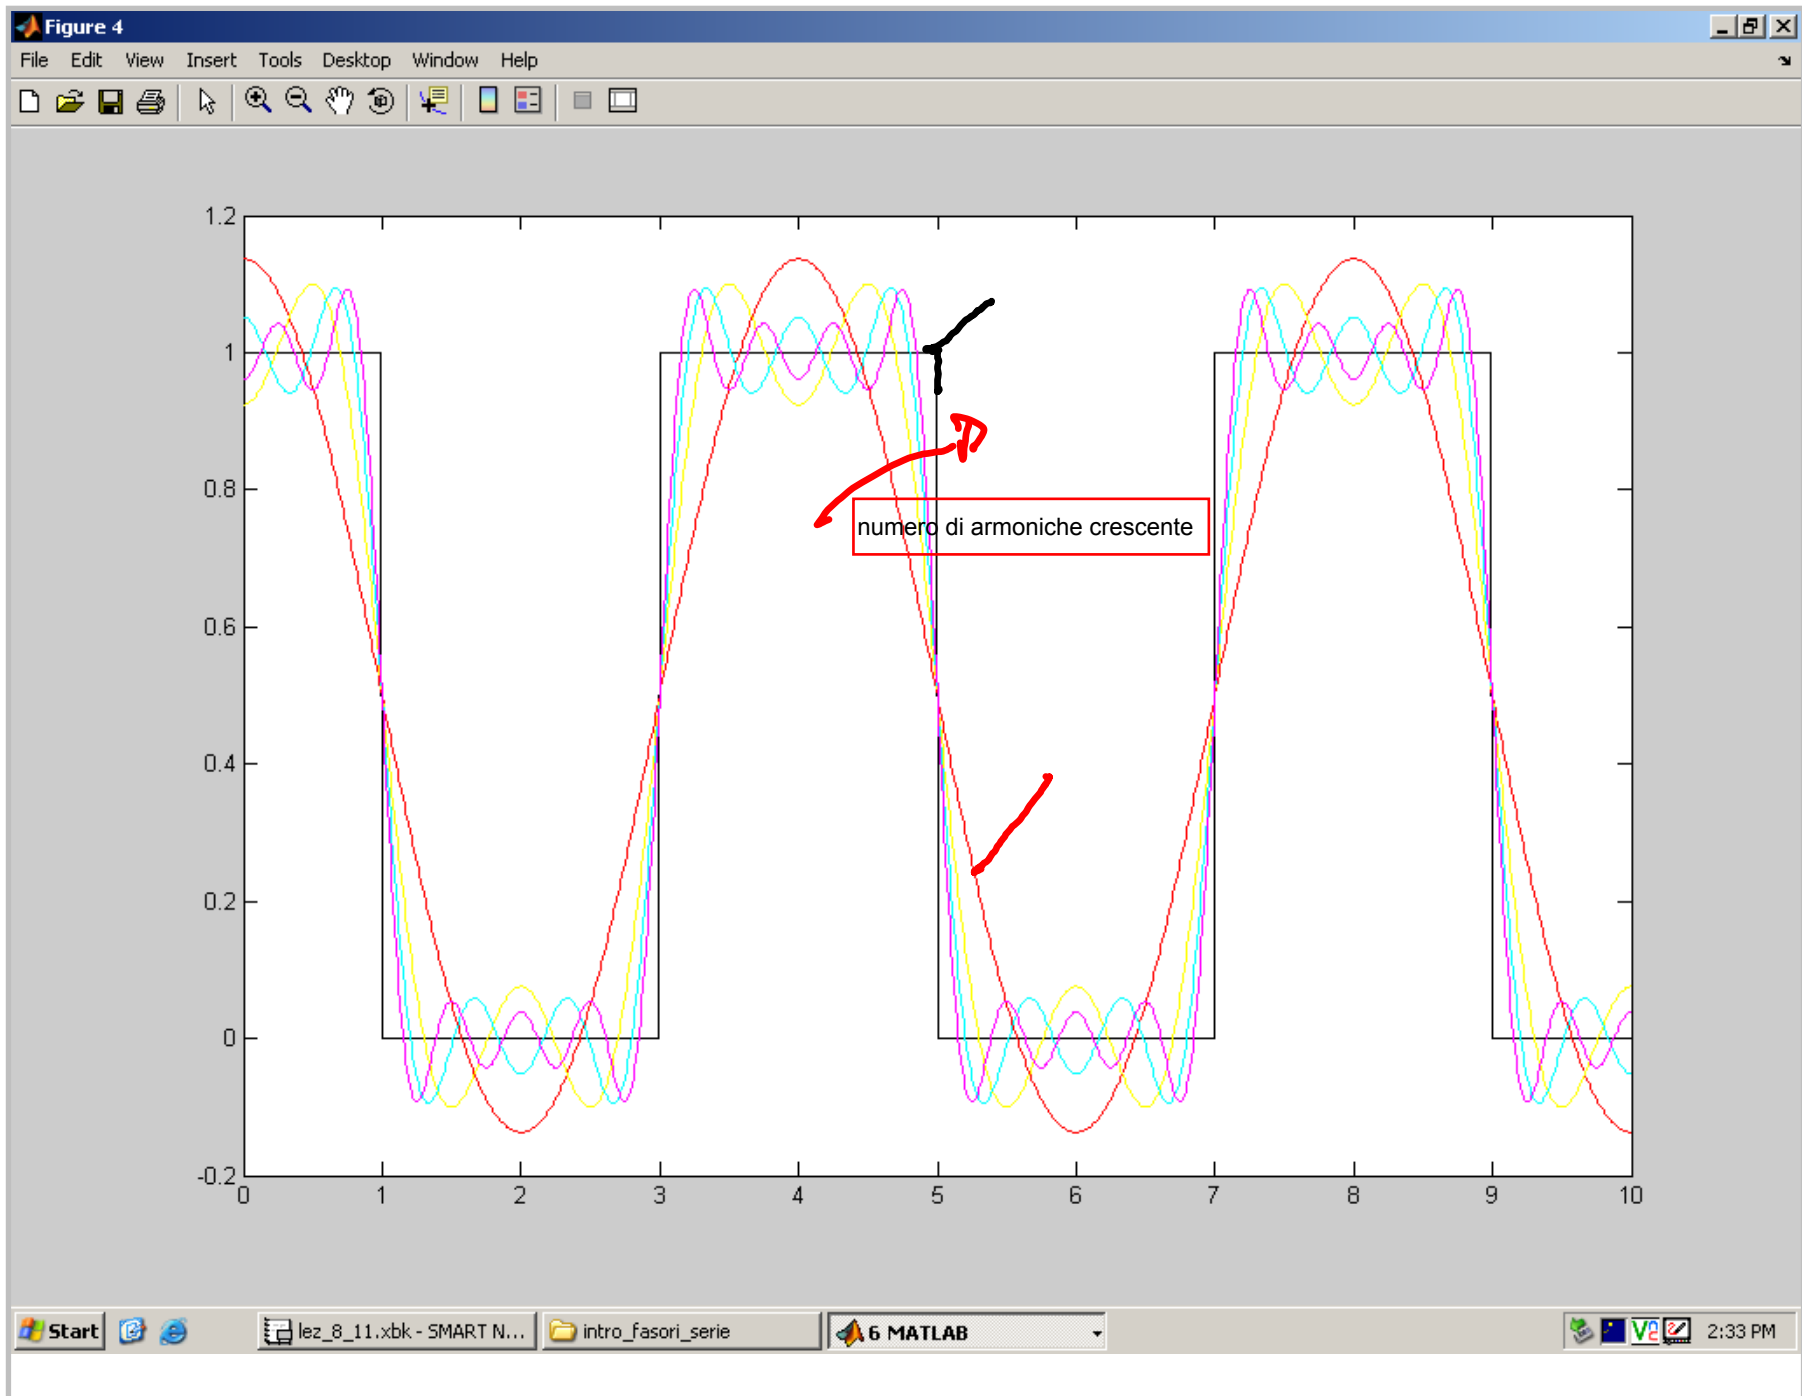 Figure 4
File Edit View Insert Tools Desktop Window Help
1.2
1
0.8
numero di armoniche crescente
0.6
0.4
0.2
0
-0.2
0 1 2 3 4 5 6 7 8 9 10
Start lez_8_11.xbk - SMART N... intro_fasori_serie 6 MATLAB 2:33 PM